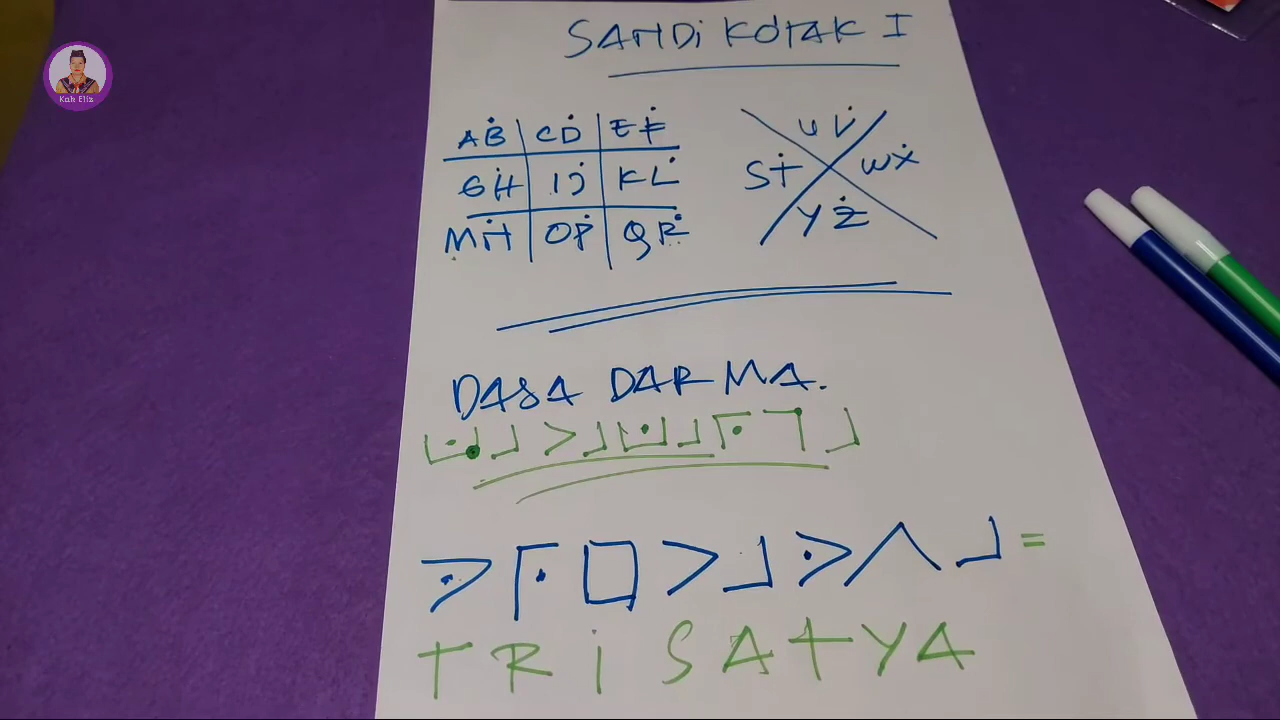 Kak Eliz
SANDi KOTAK I
AB CD EF
GH IJ KL
MN OP QR
UV
ST WX
YZ
DASA DARMA.
=
TRiSATYA